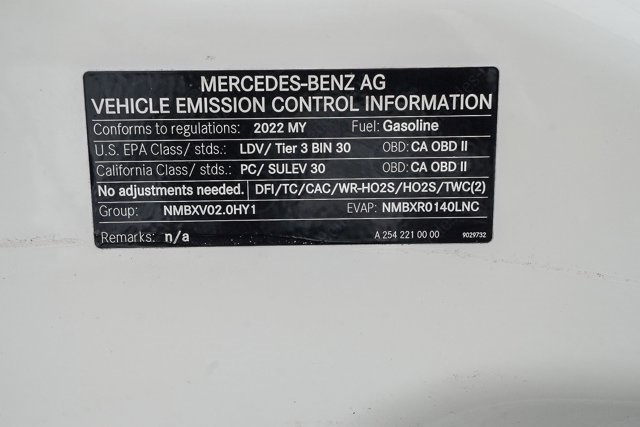 MERCEDES-BENZ AG
VEHICLE EMISSION CONTROL INFORMATION
Conforms to regulations: 2022 MY Fuel: Gasoline
U.S. EPA Class/ stds.: LDV/ Tier 3 BIN 30 OBD: CA OBD II
California Class/ stds.: PC/ SULEV 30 OBD: CA OBD II
No adjustments needed. DFI/TC/CAC/WR-HO2S/HO2S/TWC(2)
Group: NMBXV02.0HY1 EVAP: NMBXR0140LNC
Remarks: n/a A 254 221 00 00 9029732